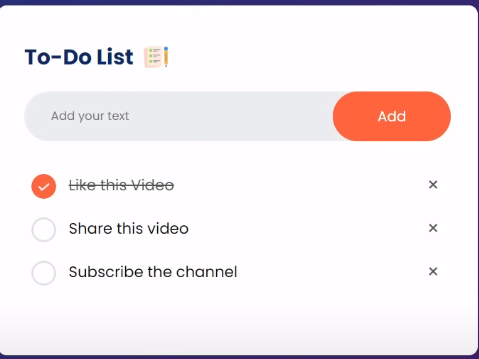 To-Do List
Add your text
Add
Like this Video
Share this video
Subscribe the channel